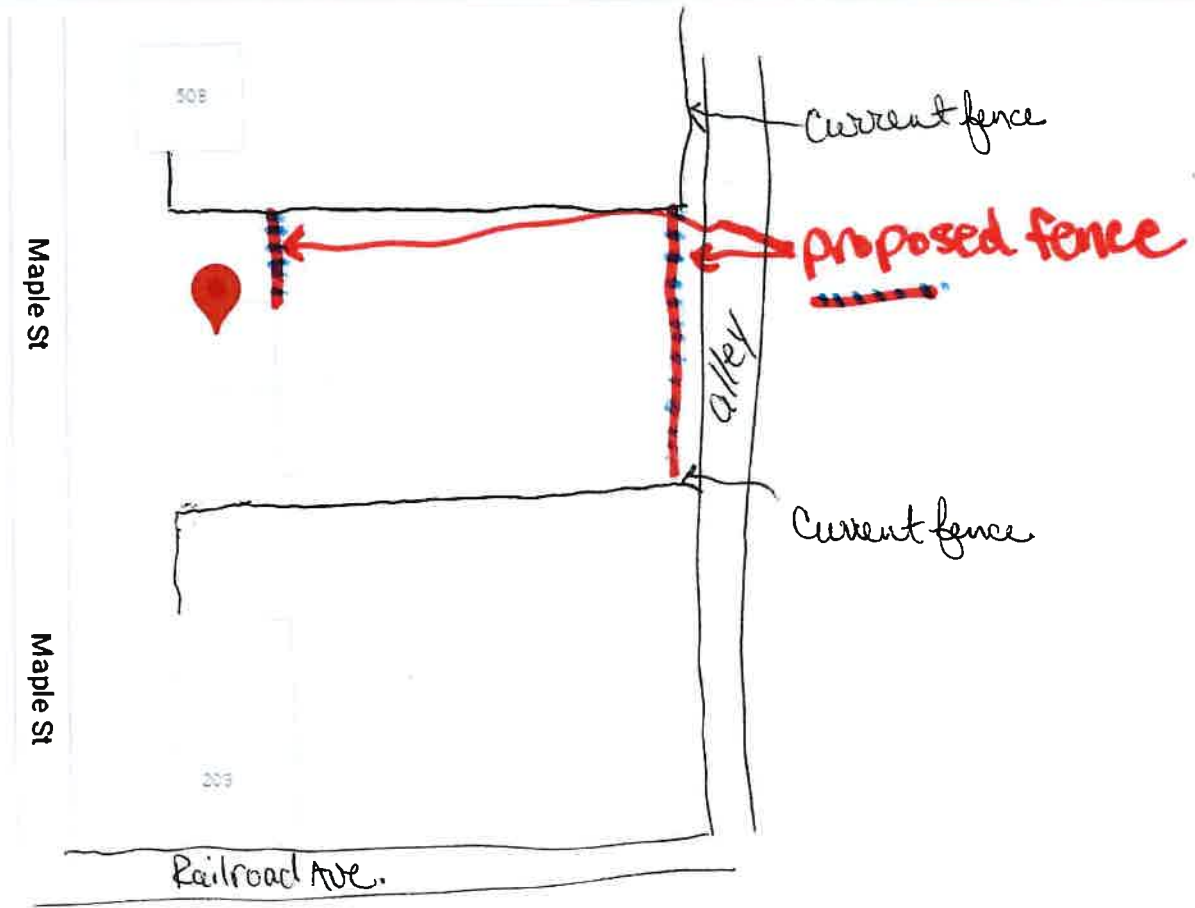 508
Current fence
proposed fence
Maple St
alley
Current fence
Maple St
209
Railroad Ave.